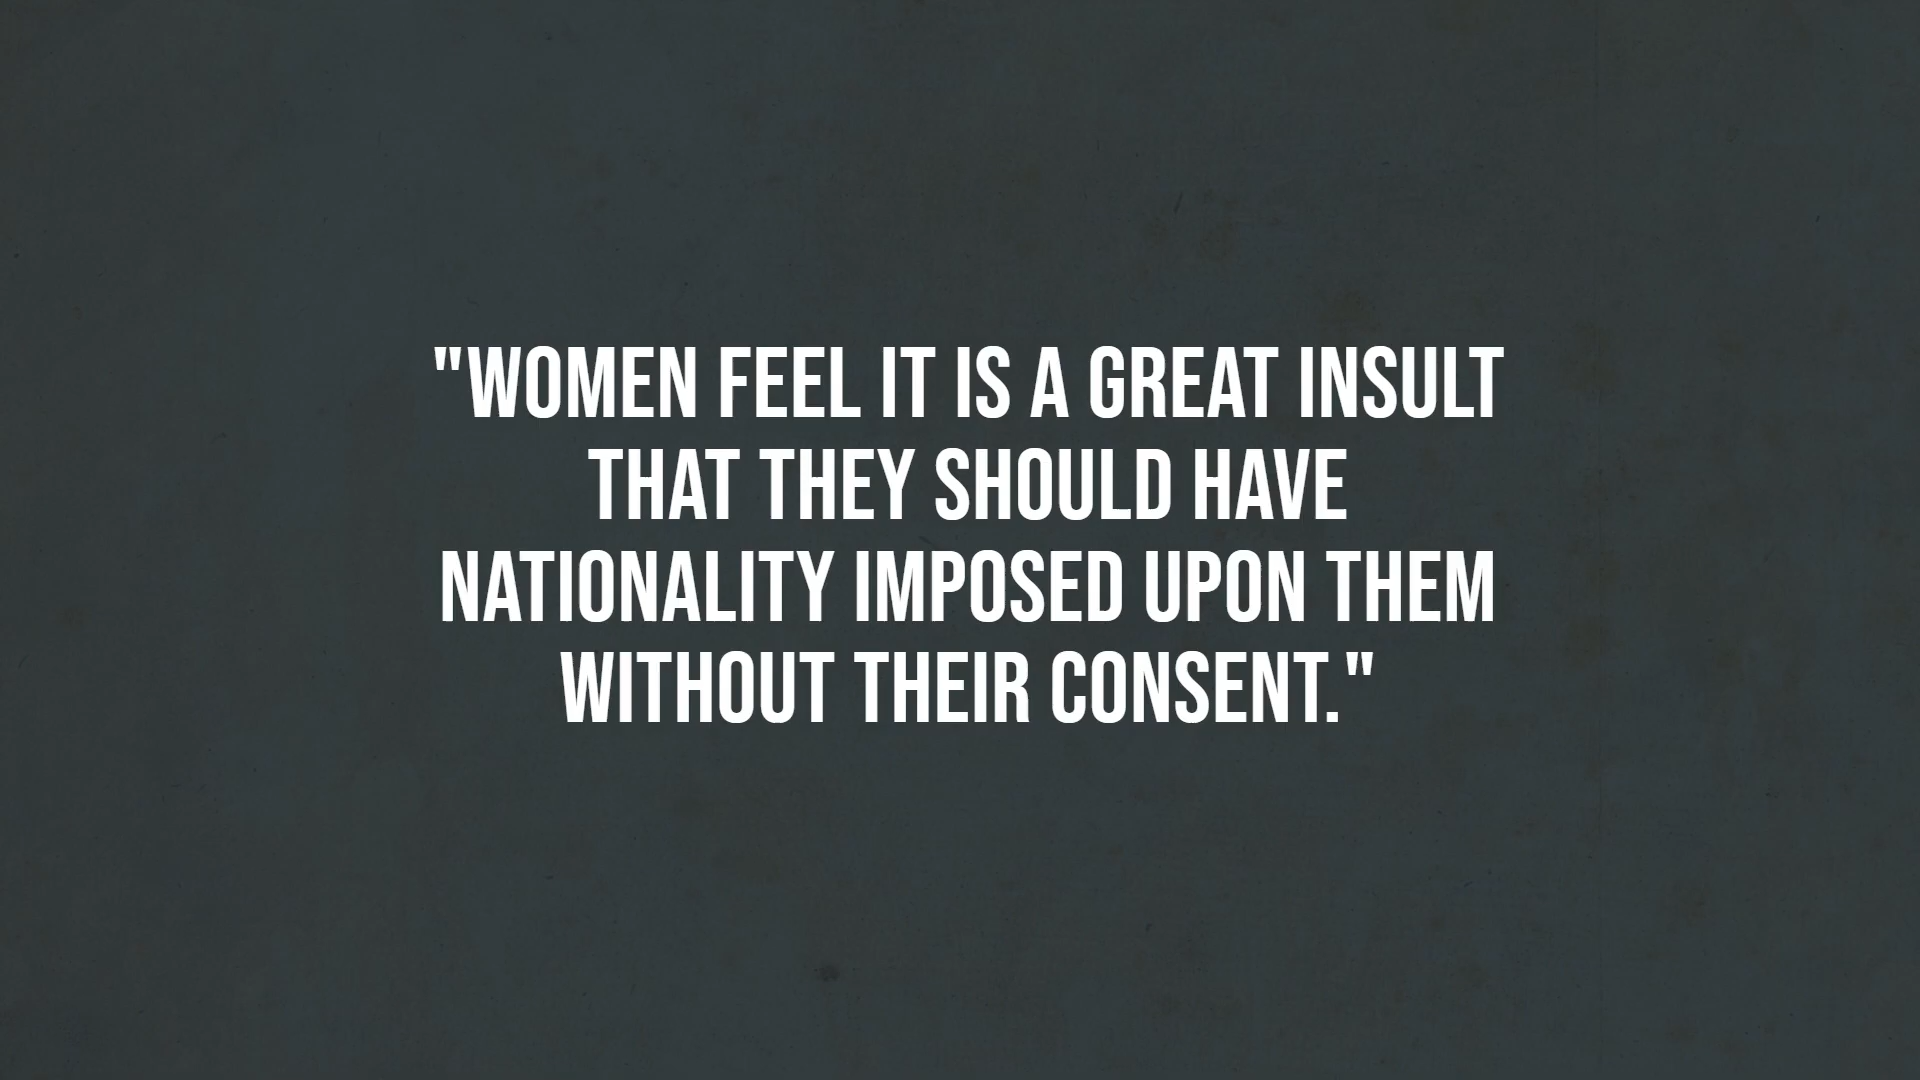 "WOMEN FEEL IT IS A GREAT INSULT
THAT THEY SHOULD HAVE
NATIONALITY IMPOSED UPON THEM
WITHOUT THEIR CONSENT."